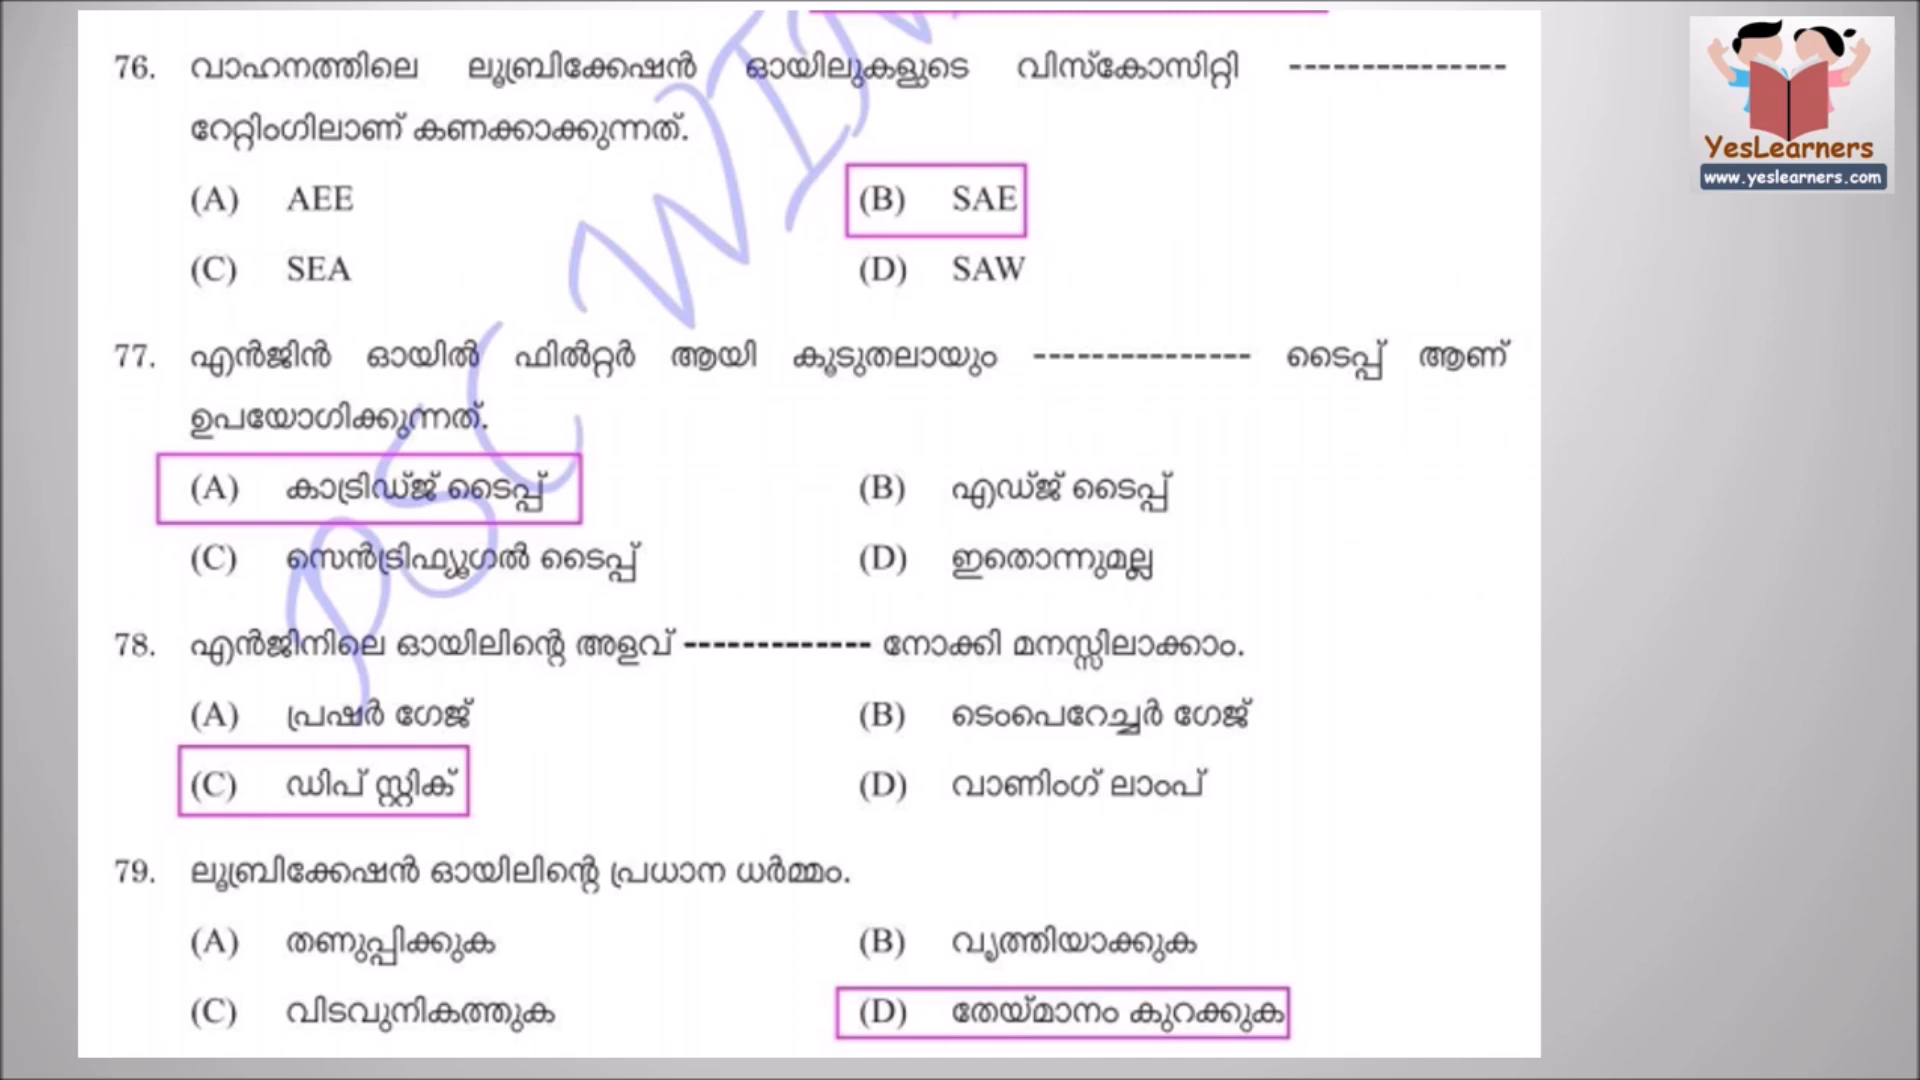 76. വാഹനത്തിലെ ലൂബ്രിക്കേഷൻ ഓയിലുകളുടെ വിസ്കോസിറ്റി ---------------
റേറ്റിംഗിലാണ് കണക്കാക്കുന്നത്.
(A) AEE (B) SAE
(C) SEA (D) SAW
77. എൻജിൻ ഓയിൽ ഫിൽറ്റർ ആയി കൂടുതലായും --------------- ടൈപ്പ് ആണ്
ഉപയോഗിക്കുന്നത്.
(A) കാട്രിഡ്ജ് ടൈപ്പ് (B) എഡ്ജ് ടൈപ്പ്
(C) സെൻട്രിഫ്യൂഗൽ ടൈപ്പ് (D) ഇതൊന്നുമല്ല
78. എൻജിനിലെ ഓയിലിന്റെ അളവ് ------------- നോക്കി മനസ്സിലാക്കാം.
(A) പ്രഷർ ഗേജ് (B) ടെംപെറേച്ചർ ഗേജ്
(C) ഡിപ് സ്റ്റിക് (D) വാണിംഗ് ലാംപ്
79. ലൂബ്രിക്കേഷൻ ഓയിലിന്റെ പ്രധാന ധർമ്മം.
(A) തണുപ്പിക്കുക (B) വൃത്തിയാക്കുക
(C) വിടവുനികത്തുക (D) തേയ്മാനം കുറക്കുക
YesLearners
www.yeslearners.com
PSC